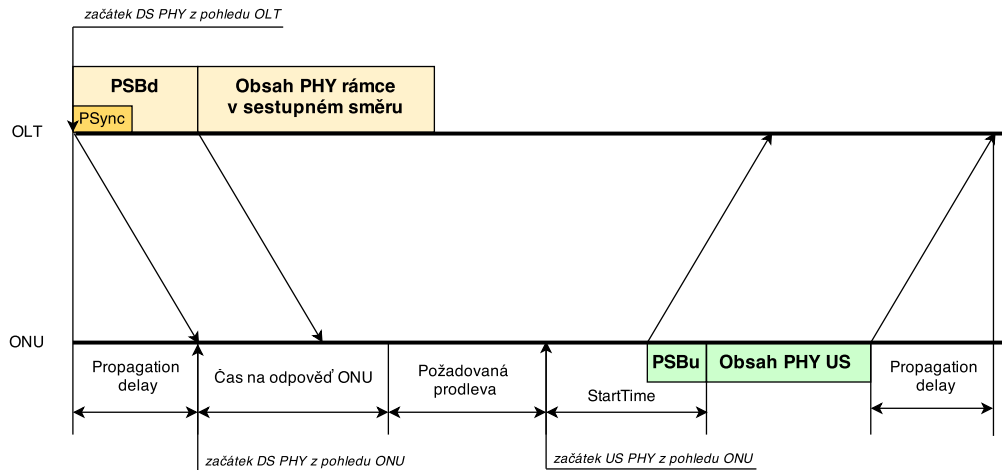 začátek DS PHY z pohledu OLT
PSBd
Obsah PHY rámce
v sestupném směru
PSync
OLT
ONU
Propagation
delay
Čas na odpověď ONU
Požadovaná
prodleva
StartTime
PSBu
Obsah PHY US
Propagation
delay
začátek DS PHY z pohledu ONU
začátek US PHY z pohledu ONU